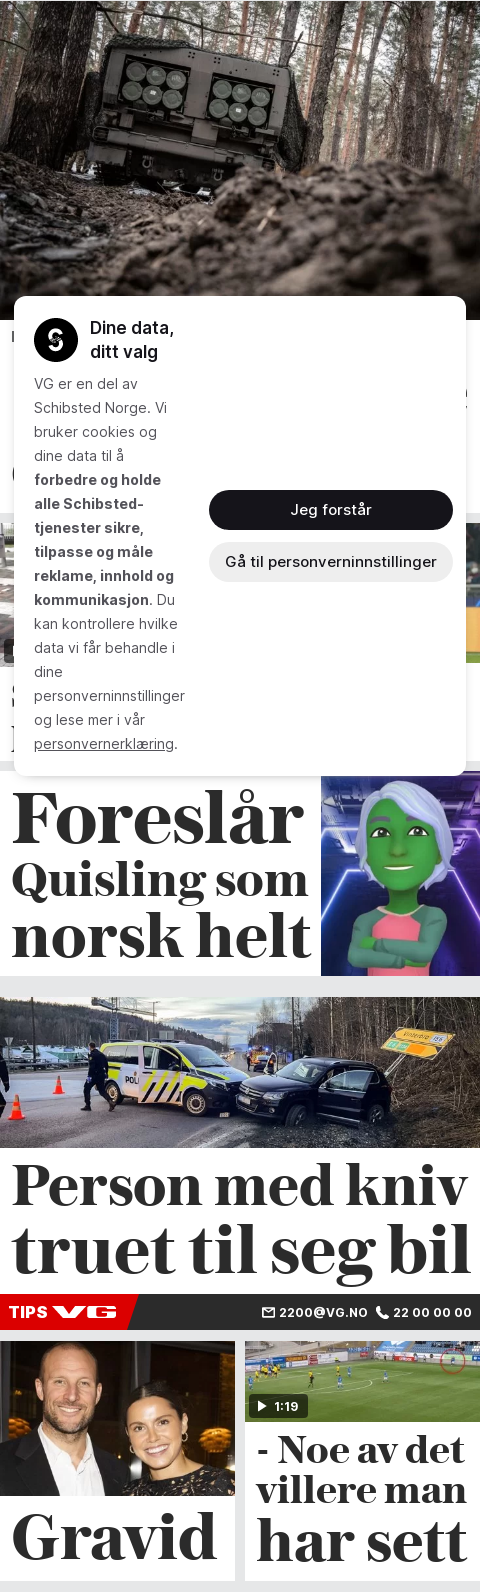 Dine data,
ditt valg
VG er en del av
Schibsted Norge. Vi
bruker cookies og
dine data til å
forbedre og holde
alle Schibsted-
tjenester sikre,
tilpasse og måle
reklame, innhold og
kommunikasjon. Du
kan kontrollere hvilke
data vi får behandle i
dine
personverninnstillinger
og lese mer i vår
personvernerklæring.
Jeg forstår
Gå til personverninnstillinger
Foreslår
Quisling som
norsk helt
Person med kniv
truet til seg bil
TIPS VG
2200@VG.NO 22 00 00 00
Gravid
1:19
- Noe av det
villere man
har sett